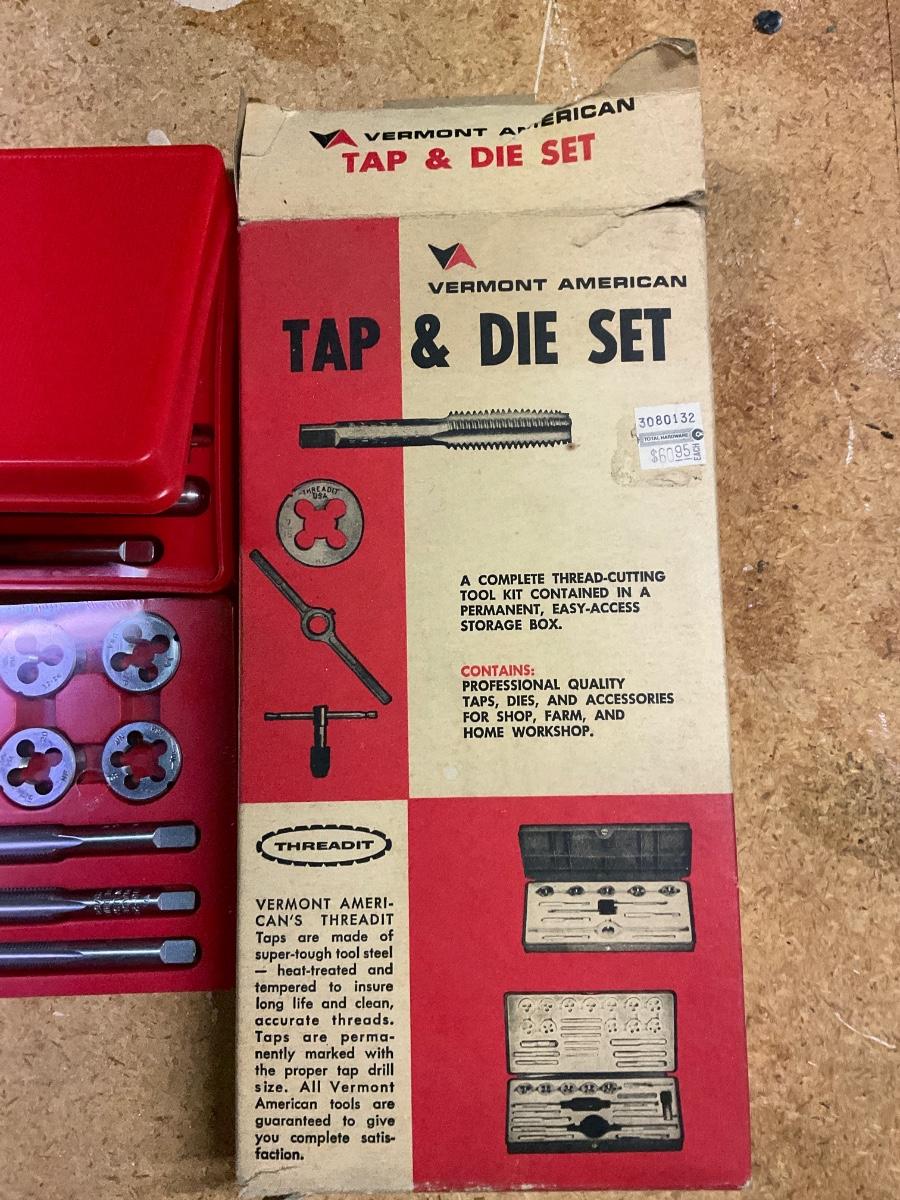 VERMONT AMERICAN
TAP & DIE SET
VERMONT AMERICAN
TAP & DIE SET
3080132
TOTAL HARDWARE
$60.95 EACH
THREADIT
USA
A COMPLETE THREAD-CUTTING
TOOL KIT CONTAINED IN A
PERMANENT, EASY-ACCESS
STORAGE BOX.
CONTAINS:
PROFESSIONAL QUALITY
TAPS, DIES, AND ACCESSORIES
FOR SHOP, FARM, AND
HOME WORKSHOP.
THREADIT
VERMONT AMERI-
CAN'S THREADIT
Taps are made of
super-tough tool steel
— heat-treated and
tempered to insure
long life and clean,
accurate threads.
Taps are perma-
nently marked with
the proper tap drill
size. All Vermont
American tools are
guaranteed to give
you complete satis-
faction.